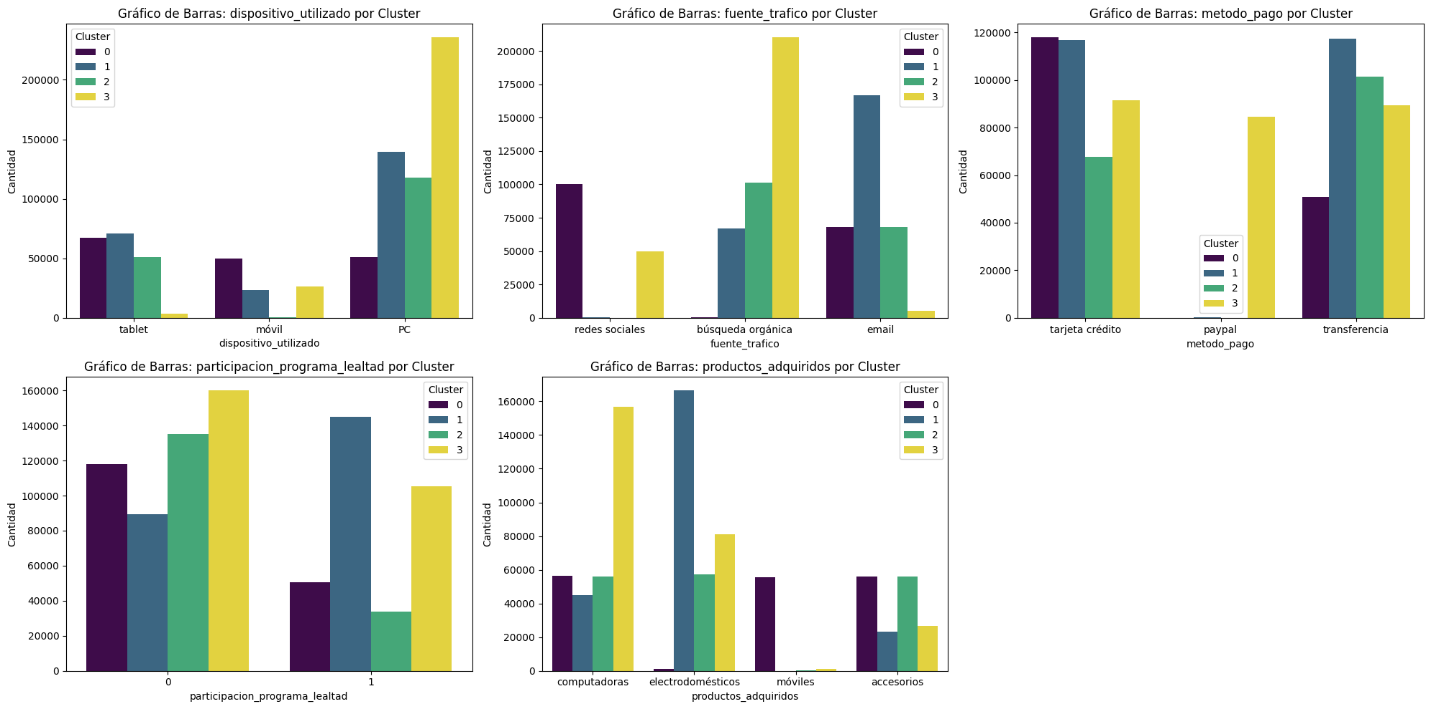 Gráfico de Barras: dispositivo_utilizado por Cluster
Cluster
0
1
2
3
200000
150000
100000
50000
0
Cantidad
tablet móvil PC
dispositivo_utilizado
Gráfico de Barras: fuente_trafico por Cluster
Cluster
0
1
2
3
200000
175000
150000
125000
100000
75000
50000
25000
0
Cantidad
redes sociales búsqueda orgánica email
fuente_trafico
Gráfico de Barras: metodo_pago por Cluster
120000
100000
80000
60000
40000
20000
0
Cantidad
Cluster
0
1
2
3
tarjeta crédito paypal transferencia
metodo_pago
Gráfico de Barras: participacion_programa_lealtad por Cluster
Cluster
0
1
2
3
160000
140000
120000
100000
80000
60000
40000
20000
0
Cantidad
0 1
participacion_programa_lealtad
Gráfico de Barras: productos_adquiridos por Cluster
Cluster
0
1
2
3
160000
140000
120000
100000
80000
60000
40000
20000
0
Cantidad
computadoras electrodomésticos móviles accesorios
productos_adquiridos